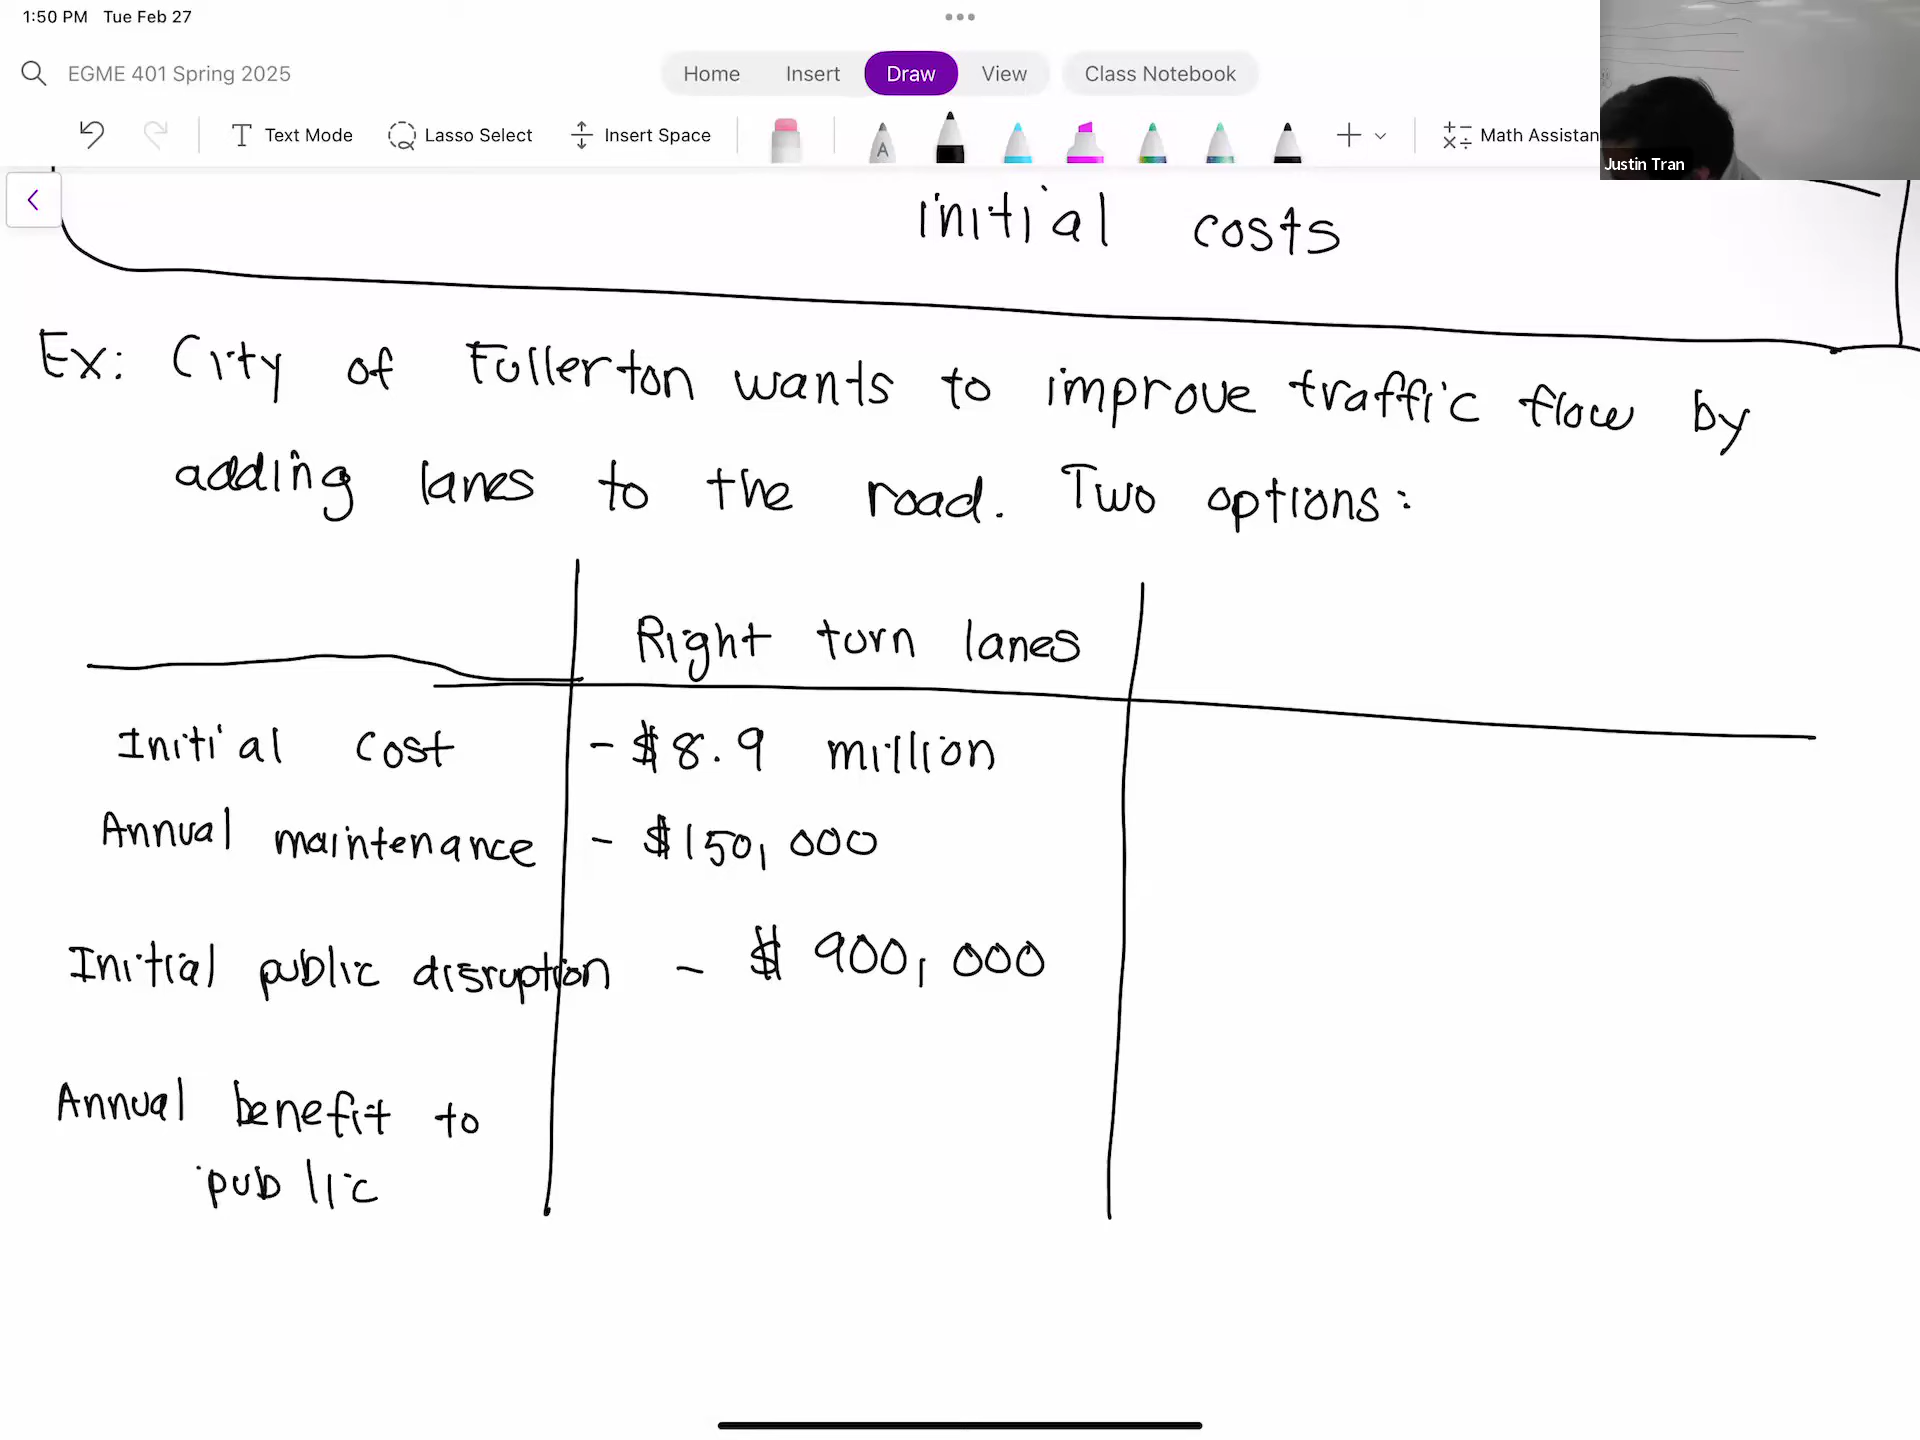 1:50 PM Tue Feb 27
EGME 401 Spring 2025
Home Insert Draw View Class Notebook
Text Mode Lasso Select Insert Space A Math Assistan
Justin Tran
initial costs
Ex: City of Fullerton wants to improve traffic flow by
adding lanes to the road. Two options:
Right turn lanes
Initial cost - $8.9 million
Annual maintenance - $150,000
Initial public disruption - $900,000
Annual benefit to
public